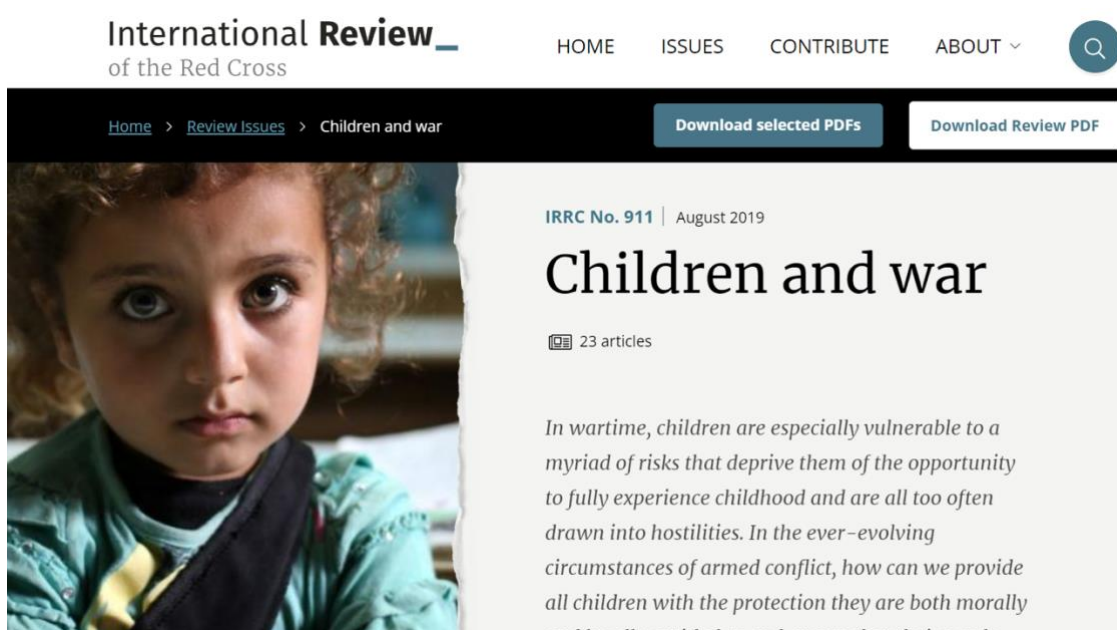 International Review_
of the Red Cross
HOME ISSUES CONTRIBUTE ABOUT
Home > Review Issues > Children and war
Download selected PDFs Download Review PDF
IRRC No. 911 | August 2019
Children and war
23 articles
In wartime, children are especially vulnerable to a
myriad of risks that deprive them of the opportunity
to fully experience childhood and are all too often
drawn into hostilities. In the ever-evolving
circumstances of armed conflict, how can we provide
all children with the protection they are both morally